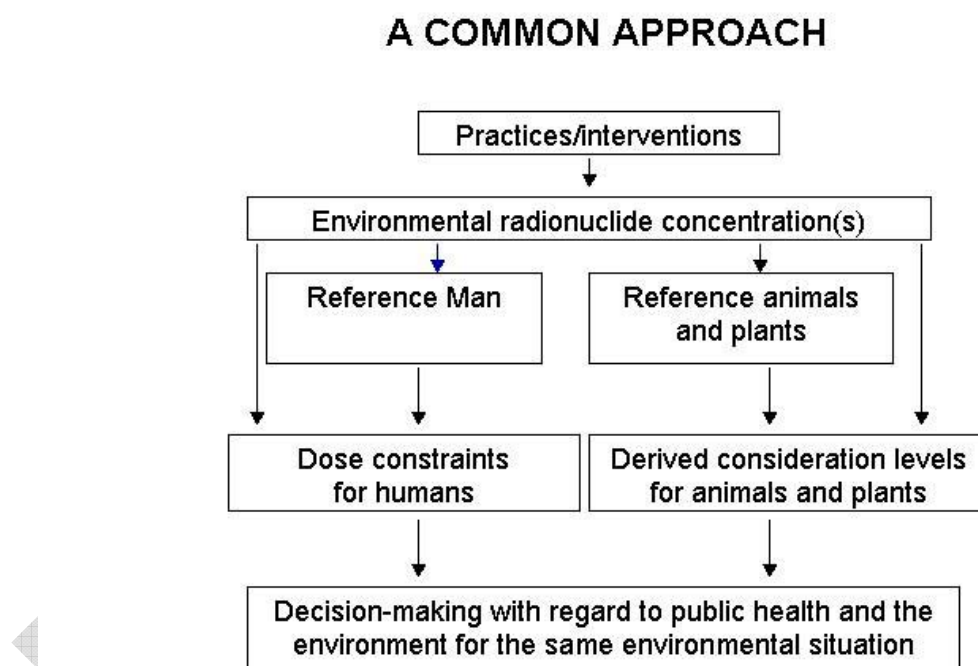 A COMMON APPROACH
Practices/interventions
Environmental radionuclide concentration(s)
Reference Man
Reference animals
and plants
Dose constraints
for humans
Derived consideration levels
for animals and plants
Decision-making with regard to public health and the
environment for the same environmental situation